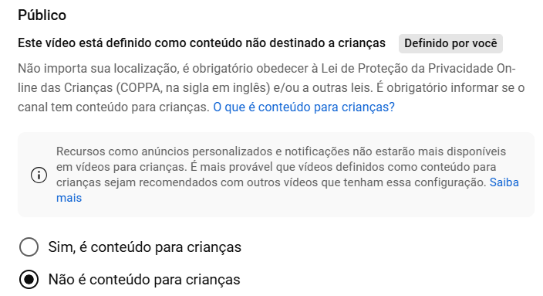 Público
Este vídeo está definido como conteúdo não destinado a crianças Definido por você
Não importa sua localização, é obrigatório obedecer à Lei de Proteção da Privacidade On-
line das Crianças (COPPA, na sigla em inglês) e/ou a outras leis. É obrigatório informar se o
canal tem conteúdo para crianças. O que é conteúdo para crianças?
Recursos como anúncios personalizados e notificações não estarão mais disponíveis
em vídeos para crianças. É mais provável que vídeos definidos como conteúdo para
crianças sejam recomendados com outros vídeos que tenham essa configuração. Saiba
mais
Sim, é conteúdo para crianças
Não é conteúdo para crianças